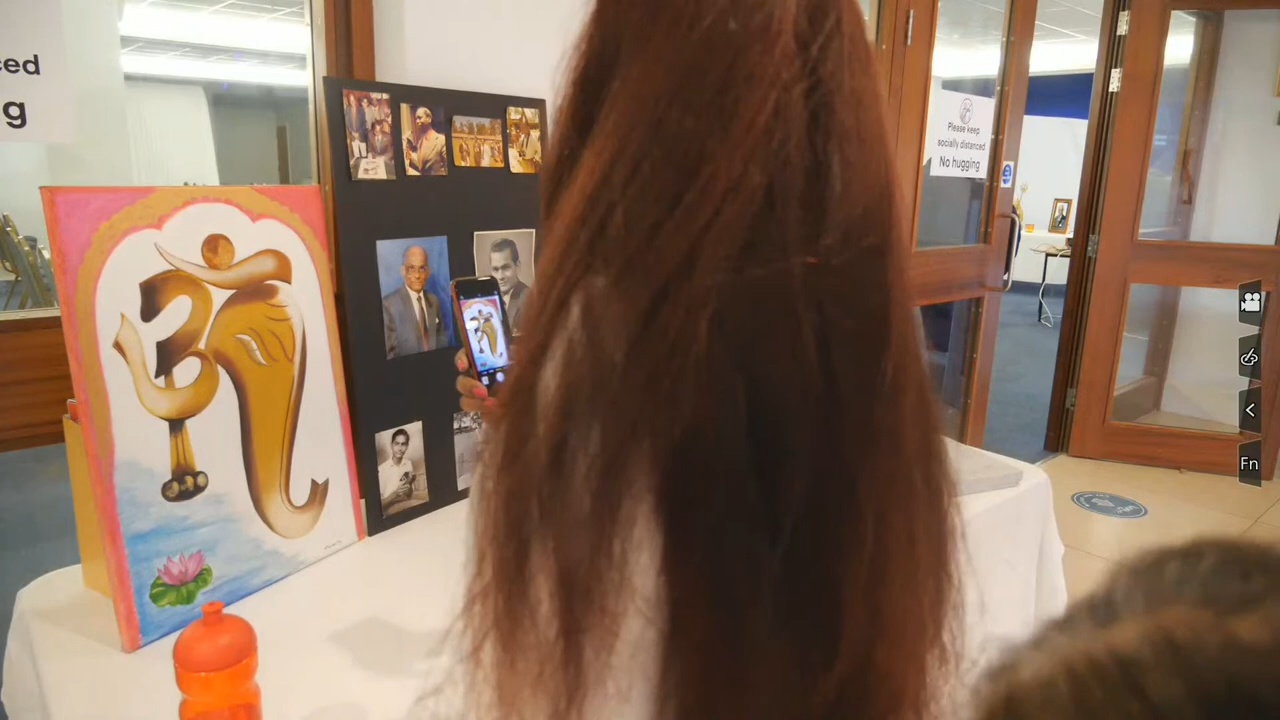 ced
g
Please keep
socially distanced
No hugging
Fn